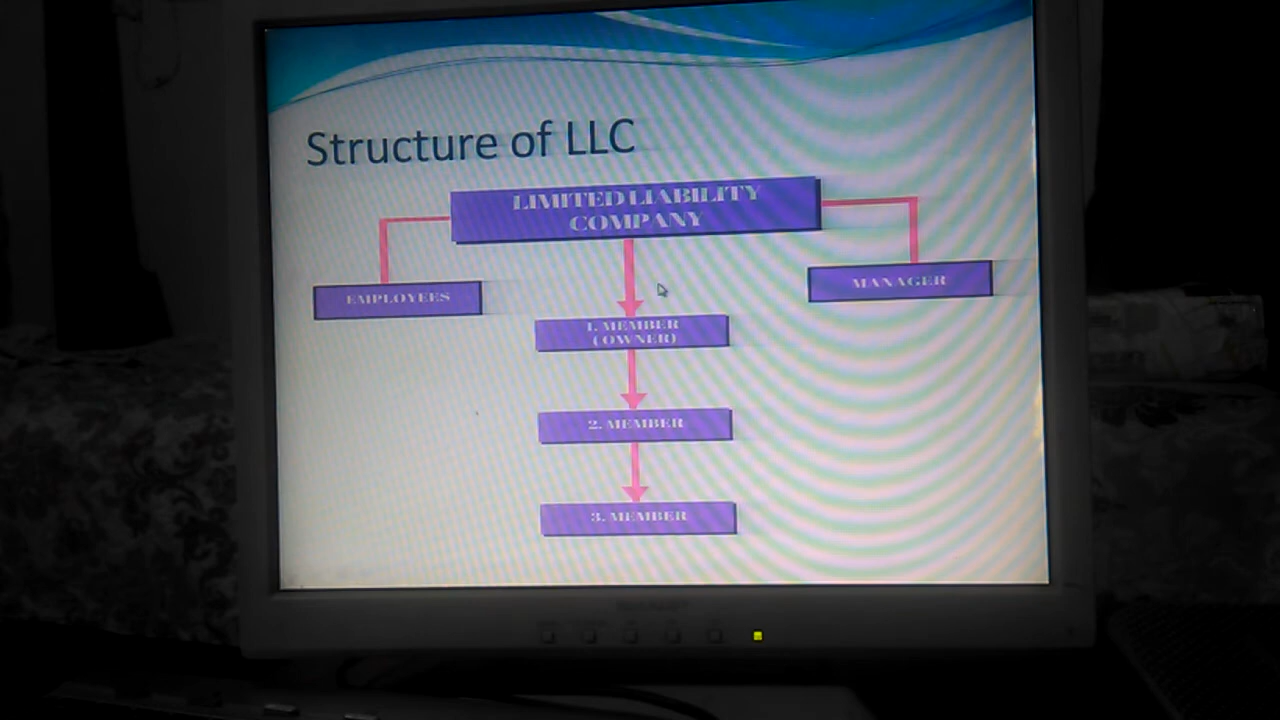 Structure of LLC
LIMITED LIABILITY
COMPANY
EMPLOYEES
MANAGER
1. MEMBER
( OWNER)
2. MEMBER
3. MEMBER